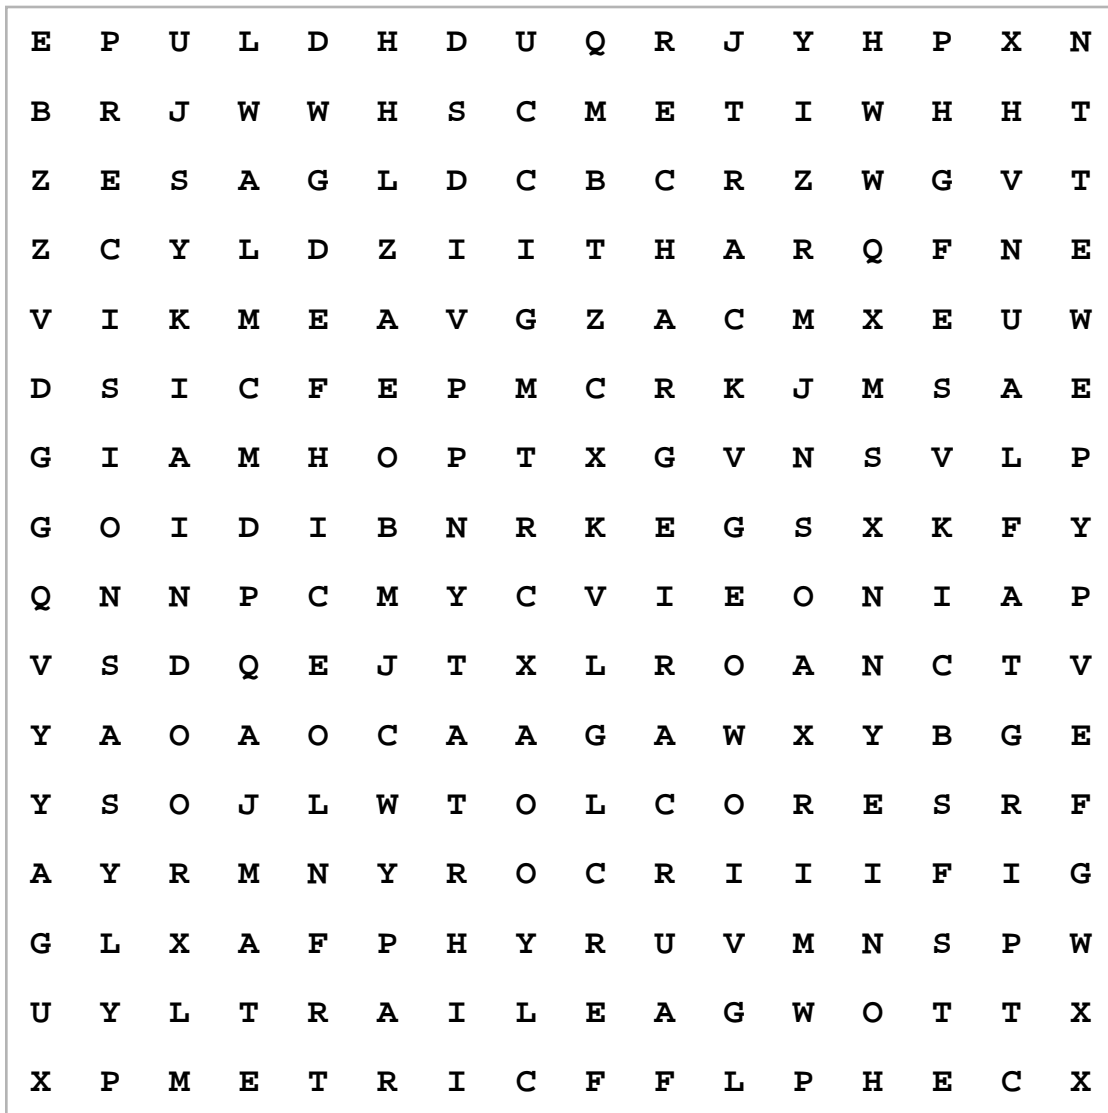 E P U L D H D U Q R J Y H P X N
B R J W W H S C M E T I W H H T
Z E S A G L D C B C R Z W G V T
Z C Y L D Z I I T H A R Q F N E
V I K M E A V G Z A C M X E U W
D S I C F E P M C R K J M S A E
G I A M H O P T X G V N S V L P
G O I D I B N R K E G S X K F Y
Q N N P C M Y C V I E O N I A P
V S D Q E J T X L R O A N C T V
Y A O A O C A A G A W X Y B G E
Y S O J L W T O L C O R E S R F
A Y R M N Y R O C R I I I F I G
G L X A F P H Y R U V M N S P W
U Y L T R A I L E A G W O T T X
X P M E T R I C F F L P H E C X